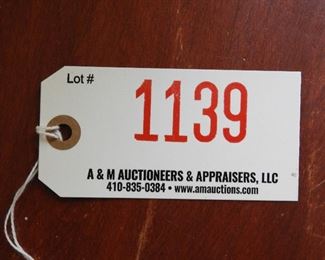 Lot #
1139
A & M AUCTIONEERS & APPRAISERS, LLC
410-835-0384 • www.amauctions.com